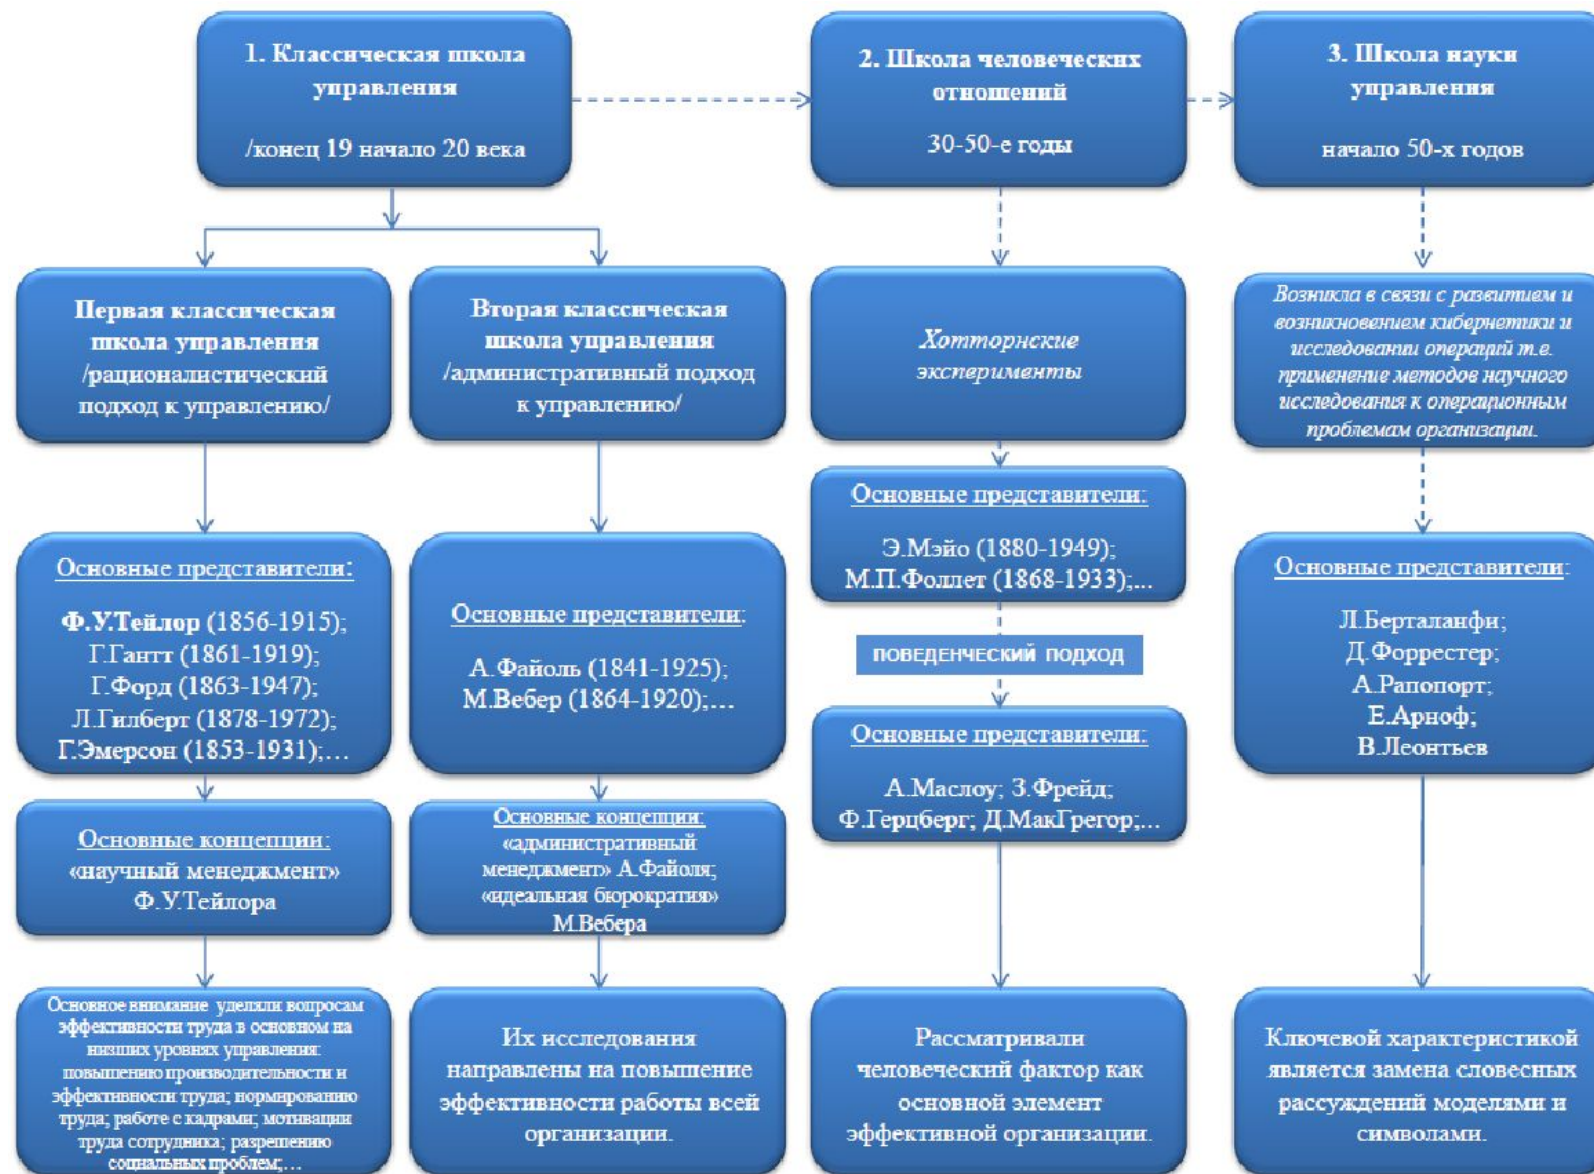 1. Классическая школа
управления
/конец 19 начало 20 века
2. Школа человеческих
отношений
30-50-е годы
3. Школа науки
управления
начало 50-х годов
Первая классическая
школа управления
/рационалистический
подход к управлению/
Вторая классическая
школа управления
/административный подход
к управлению/
Хотторнские
эксперименты
Возникла в связи с развитием и
возникновением кибернетики и
исследовании операций т.е.
применение методов научного
исследования к операционным
проблемам организации.
Основные представители:
Ф.У.Тейлор (1856-1915);
Г.Гантт (1861-1919);
Г.Форд (1863-1947);
Л.Гилберт (1878-1972);
Г.Эмерсон (1853-1931);…
Основные представители:
А.Файоль (1841-1925);
М.Вебер (1864-1920);…
Основные представители:
Э.Мэйо (1880-1949);
М.П.Фоллет (1868-1933);…
ПОВЕДЕНЧЕСКИЙ ПОДХОД
Основные представители:
А.Маслоу; З.Фрейд;
Ф.Герцберг; Д.МакГрегор;…
Основные представители:
Л.Берталанфи;
Д.Форрестер;
А.Рапопорт;
Е.Арноф;
В.Леонтьев
Основные концепции:
«научный менеджмент»
Ф.У.Тейлора
Основные концепции:
«административный
менеджмент» А.Файоля;
«идеальная бюрократия»
М.Вебера
Основное внимание уделяли вопросам
эффективности труда в основном на
низших уровнях управления:
повышению производительности и
эффективности труда; нормированию
труда; работе с кадрами; мотивации
труда сотрудника; разрешению
социальных проблем;…
Их исследования
направлены на повышение
эффективности работы всей
организации.
Рассматривали
человеческий фактор как
основной элемент
эффективной организации.
Ключевой характеристикой
является замена словесных
рассуждений моделями и
символами.